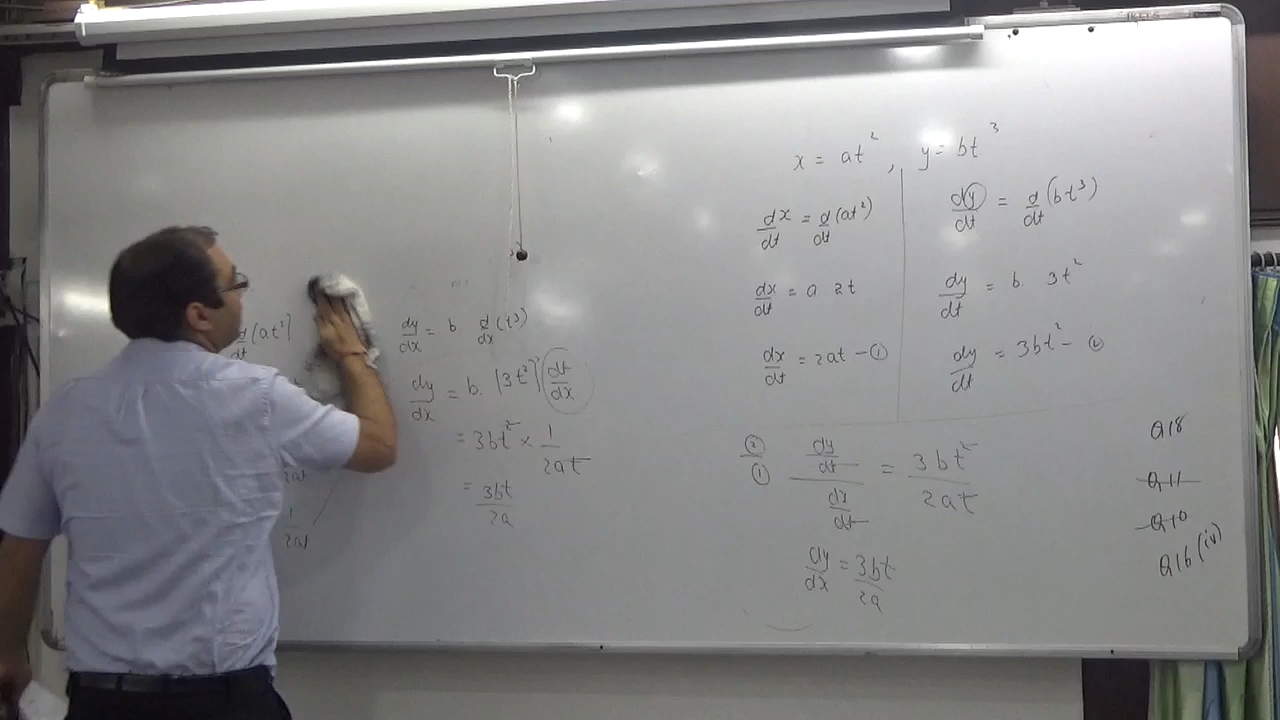 d/dt (at²)
2at
1/2at
dy/dx = b d/dx (t³)
dy/dx = b. [3t²] dt/dx
= 3bt² × 1/2at
= 3bt/2a
x = at² , y = bt³
dx/dt = d/dt (at²)
dx/dt = a 2t
dx/dt = 2at - ①
dy/dt = d/dt (bt³)
dy/dt = b. 3t²
dy/dt = 3bt² - ②
②/① dy/dt / dx/dt = 3bt²/2at
dy/dx = 3bt/2a
Q18
Q11
Q10
Q16 (iv)